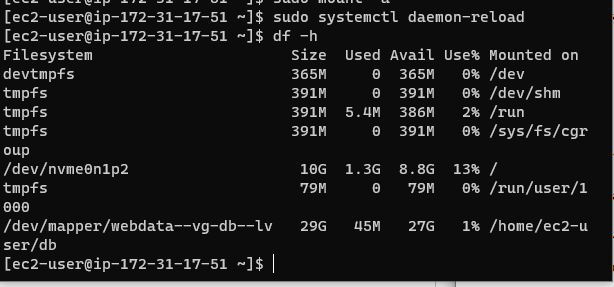 [ec2-user@ip-172-31-17-51 ~]$ sudo mount -a
[ec2-user@ip-172-31-17-51 ~]$ sudo systemctl daemon-reload
[ec2-user@ip-172-31-17-51 ~]$ df -h
Filesystem                      Size  Used Avail Use% Mounted on
devtmpfs                        365M     0  365M   0% /dev
tmpfs                           391M     0  391M   0% /dev/shm
tmpfs                           391M  5.4M  386M   2% /run
tmpfs                           391M     0  391M   0% /sys/fs/cgr
oup
/dev/nvme0n1p2                   10G  1.3G  8.8G  13% /
tmpfs                            79M     0   79M   0% /run/user/1
000
/dev/mapper/webdata--vg-db--lv   29G   45M   27G   1% /home/ec2-u
ser/db
[ec2-user@ip-172-31-17-51 ~]$